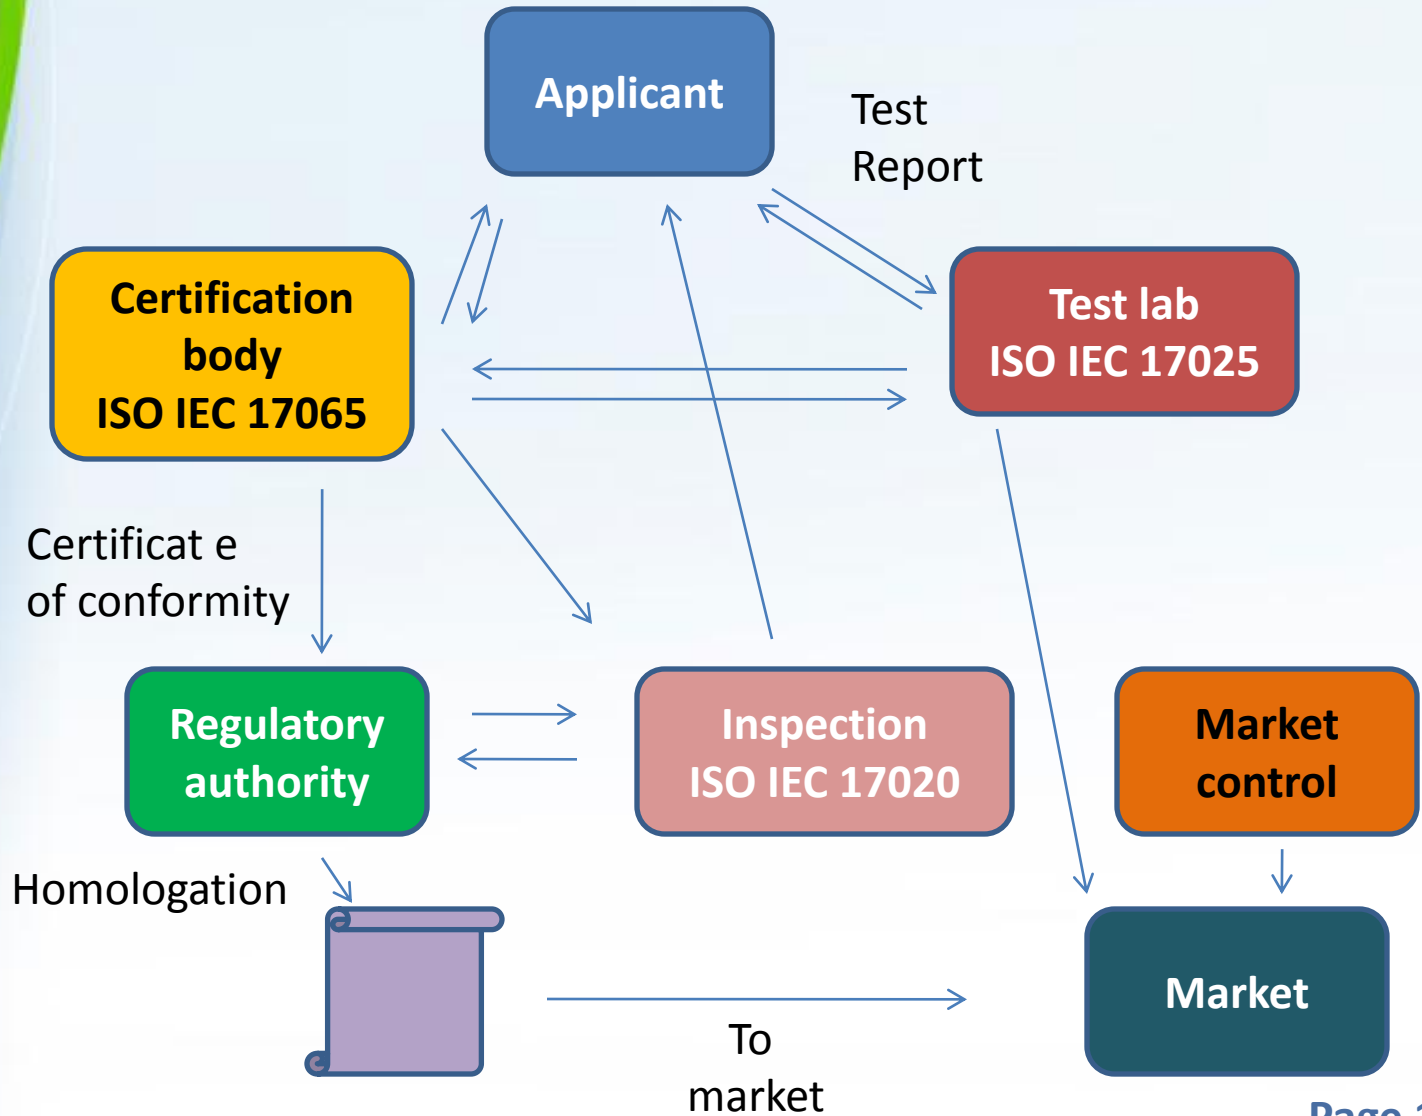 Applicant
Test
Report
Certification
body
ISO IEC 17065
Test lab
ISO IEC 17025
Certificat e
of conformity
Regulatory
authority
Inspection
ISO IEC 17020
Market
control
Homologation
Market
To
market
Page